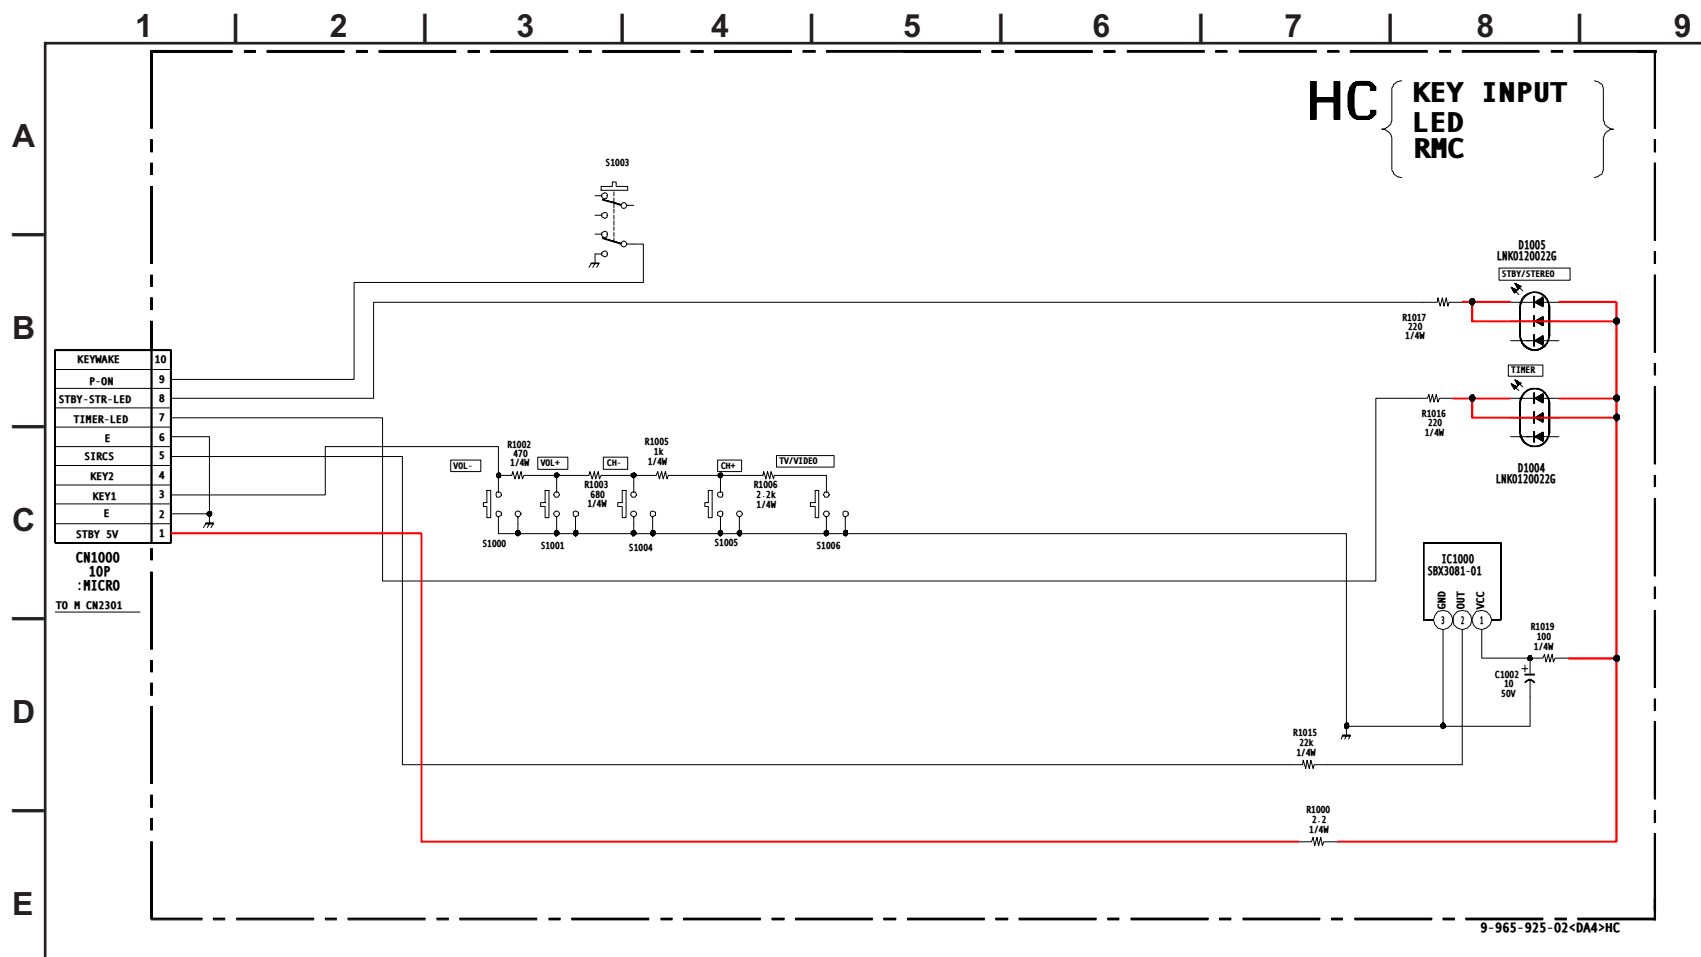 1 2 3 4 5 6 7 8 9
A
HC KEY INPUT
LED
RMC
S1003
B
D1005
LNK0120022G
STBY/STEREO
R1017
220
1/4W
TIMER
R1016
220
1/4W
D1004
LNK0120022G
KEYWAKE 10
P-ON 9
STBY-STR-LED 8
TIMER-LED 7
E 6
SIRCS 5
KEY2 4
KEY1 3
E 2
STBY 5V 1
CN1000
10P
:MICRO
TO M CN2301
C
VOL-
R1002
470
1/4W
VOL+
R1003
680
1/4W
CH-
R1005
1k
1/4W
CH+
R1006
2.2k
1/4W
TV/VIDEO
S1000
S1001
S1004
S1005
S1006
IC1000
SBX3081-01
GND OUT VCC
3 2 1
R1019
100
1/4W
+
C1002
10
50V
D
R1015
22k
1/4W
R1000
2.2
1/4W
E
9-965-925-02<DA4>HC